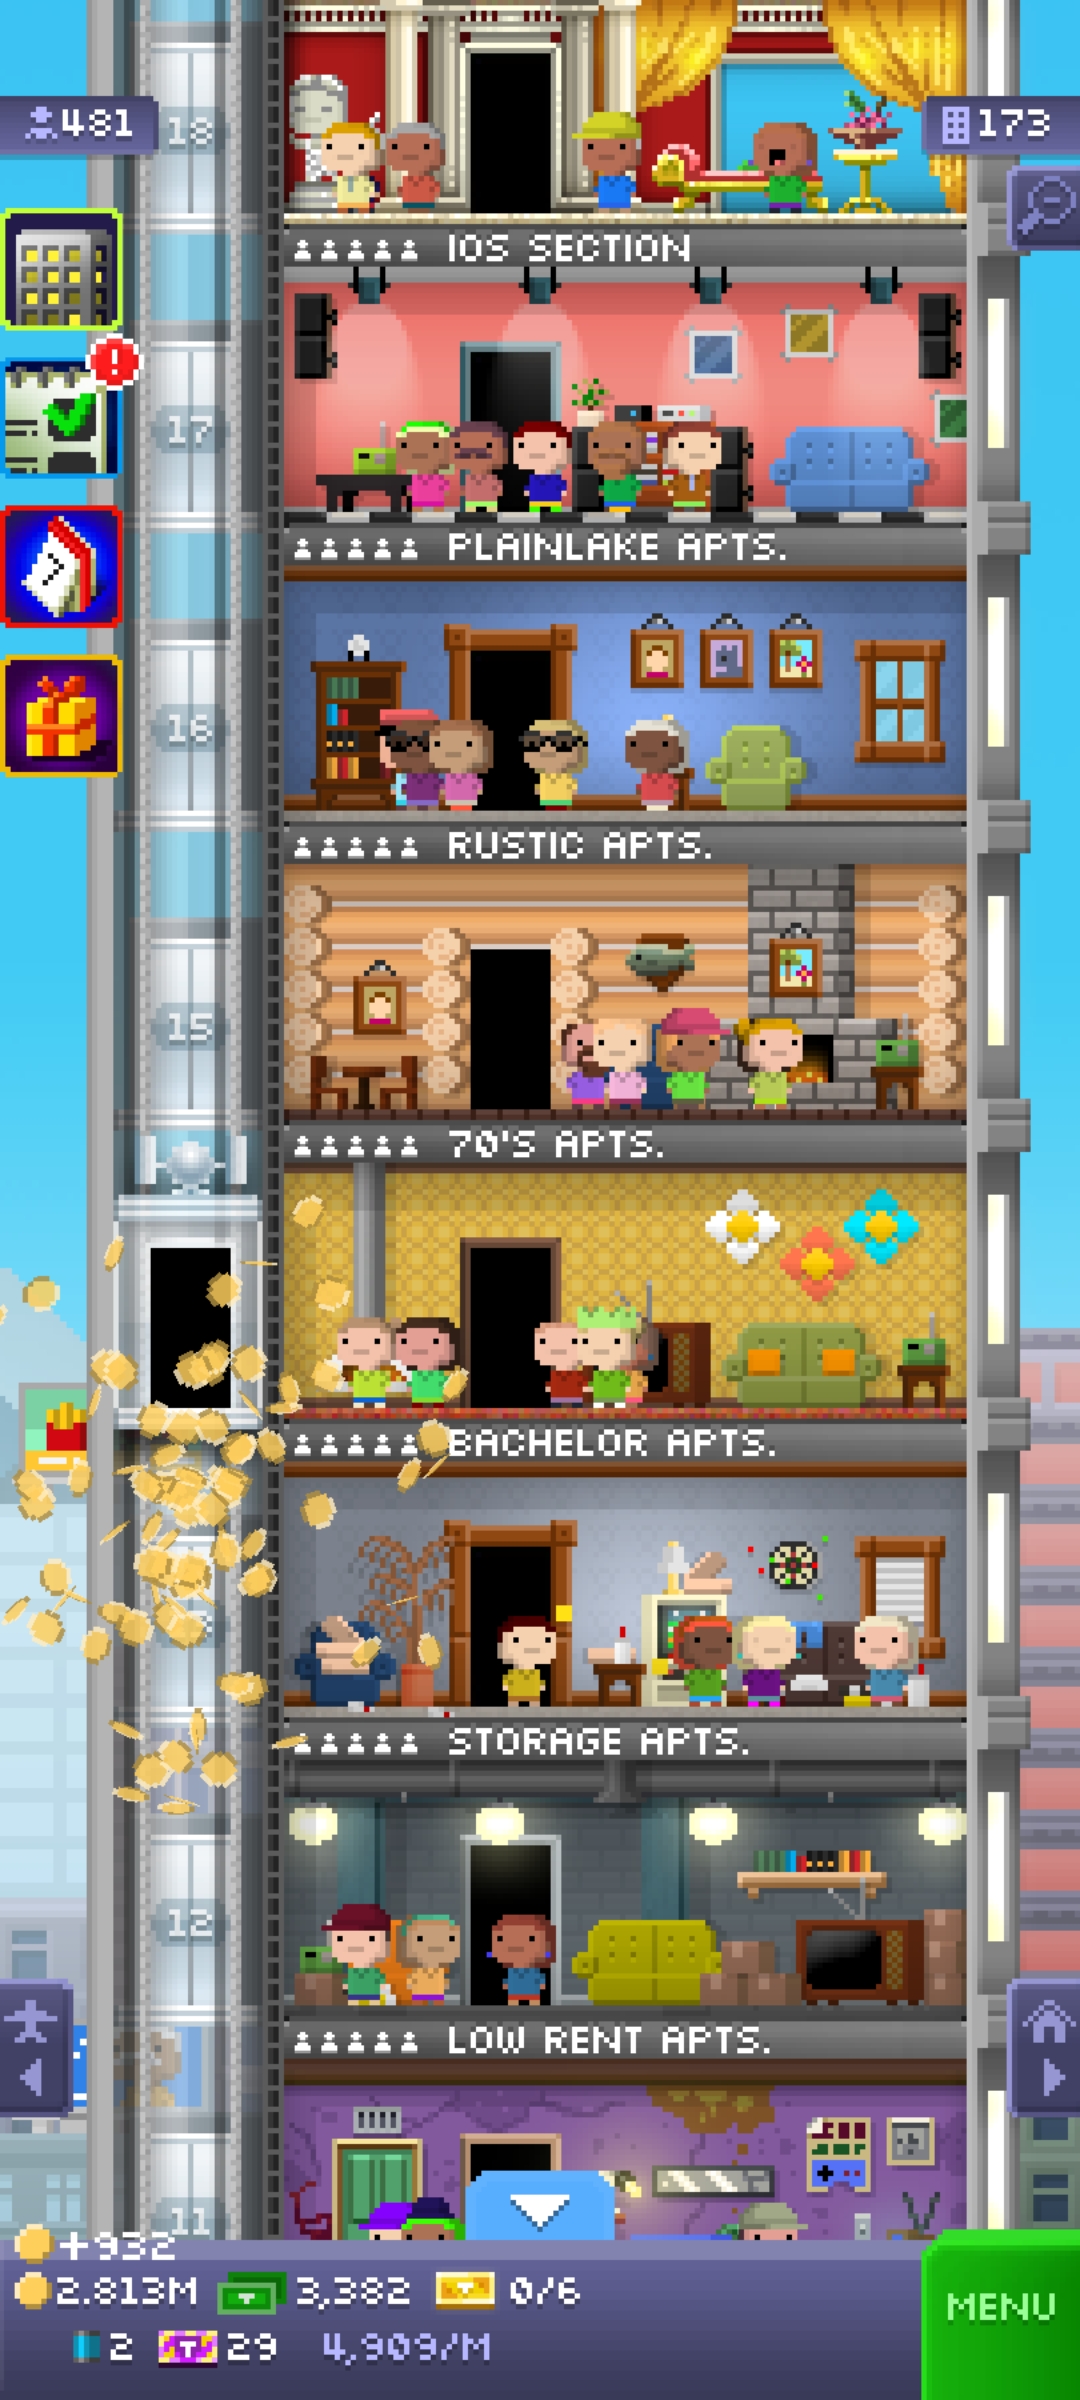 481
18
173
IOS SECTION
17
PLAINLAKE APTS.
7
16
RUSTIC APTS.
15
70'S APTS.
BACHELOR APTS.
STORAGE APTS.
12
LOW RENT APTS.
11
+932
2.813M 3,382 0/6
MENU
2 29 4,909/M